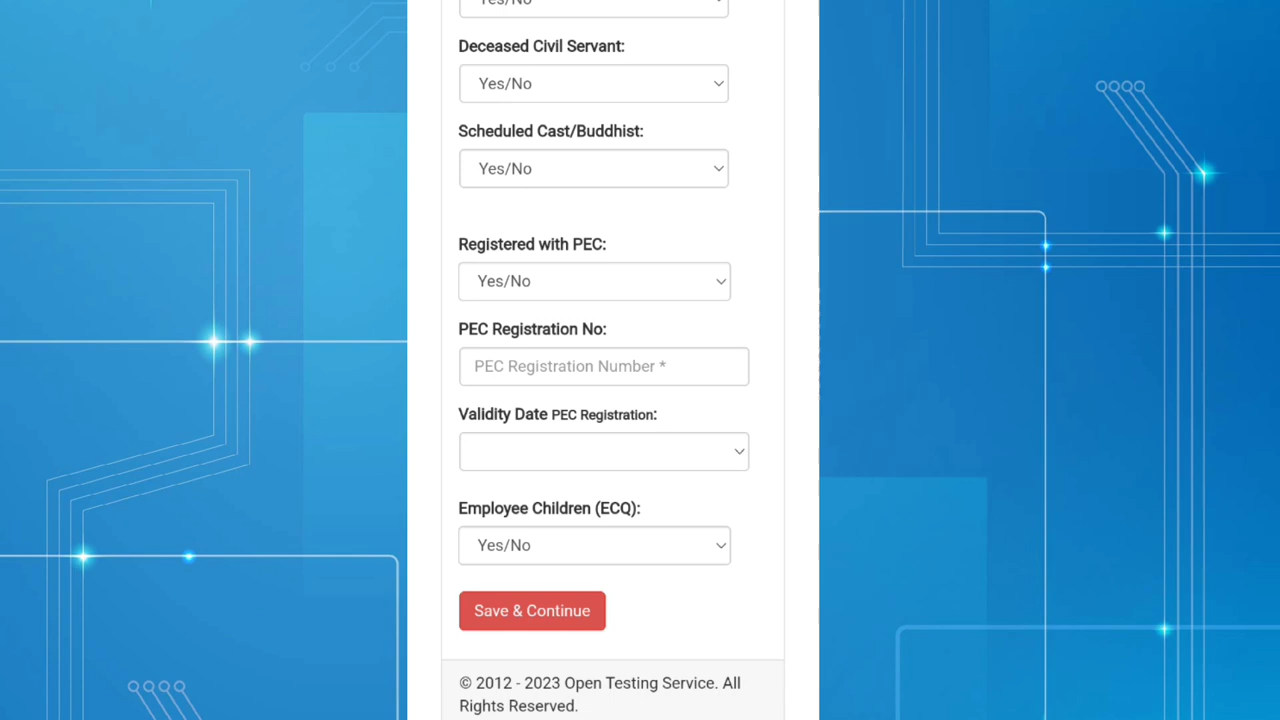 Yes/No
Deceased Civil Servant:
Yes/No
Scheduled Cast/Buddhist:
Yes/No
Registered with PEC:
Yes/No
PEC Registration No:
PEC Registration Number *
Validity Date PEC Registration:
Employee Children (ECQ):
Yes/No
Save & Continue
© 2012 - 2023 Open Testing Service. All
Rights Reserved.